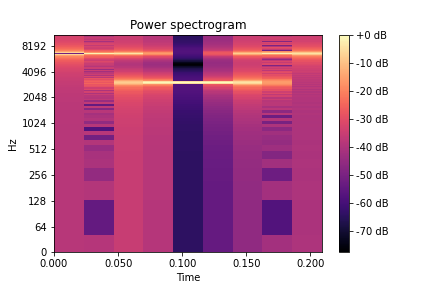 Power spectrogram
8192
4096
2048
1024
512
256
128
64
0
Hz
0.000 0.050 0.100 0.150 0.200
Time
+0 dB
-10 dB
-20 dB
-30 dB
-40 dB
-50 dB
-60 dB
-70 dB